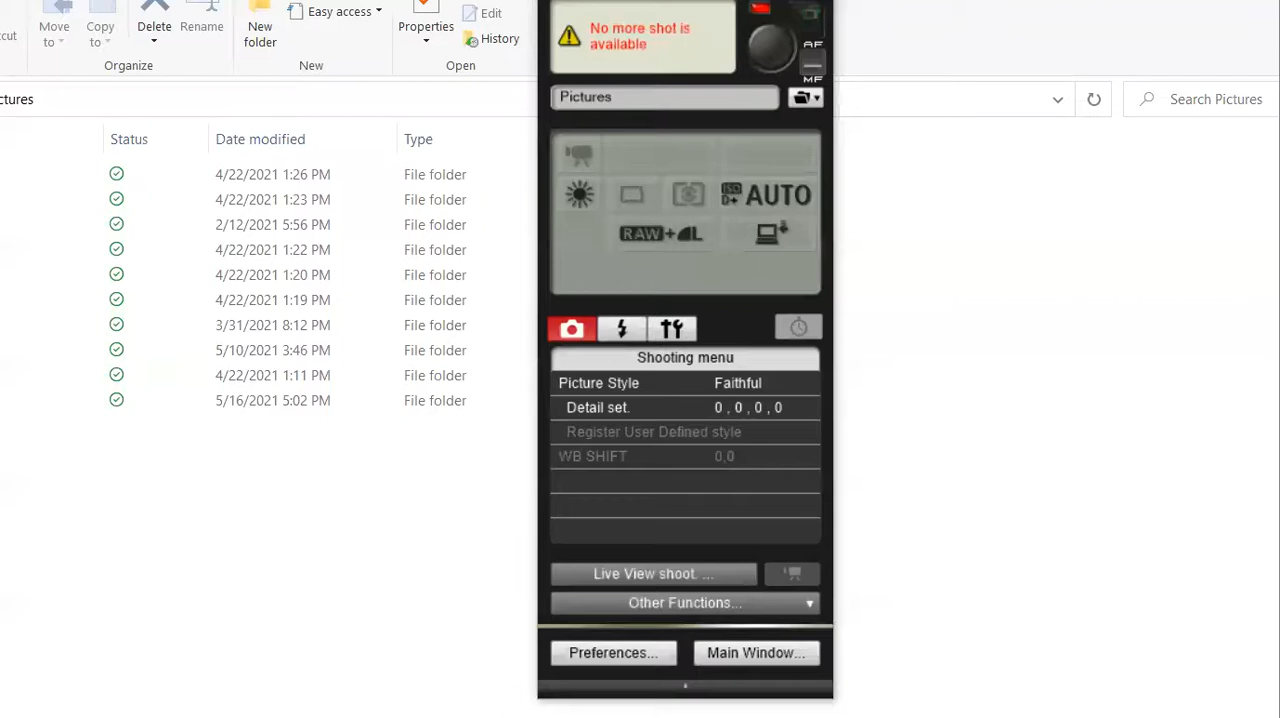 cut
Move
to
Copy
to
Delete
Rename
New
folder
Easy access
Properties
Edit
History
Organize
New
Open
ctures
Search Pictures
Status
Date modified
Type
4/22/2021 1:26 PM
File folder
4/22/2021 1:23 PM
File folder
2/12/2021 5:56 PM
File folder
4/22/2021 1:22 PM
File folder
4/22/2021 1:20 PM
File folder
4/22/2021 1:19 PM
File folder
3/31/2021 8:12 PM
File folder
5/10/2021 3:46 PM
File folder
4/22/2021 1:11 PM
File folder
5/16/2021 5:02 PM
File folder
No more shot is
available
AF
MF
Pictures
ISO
D+ AUTO
RAW+ L
Shooting menu
Picture Style Faithful
Detail set. 0 , 0 , 0 , 0
Register User Defined style
WB SHIFT 0,0
Live View shoot. ...
Other Functions...
Preferences...
Main Window...